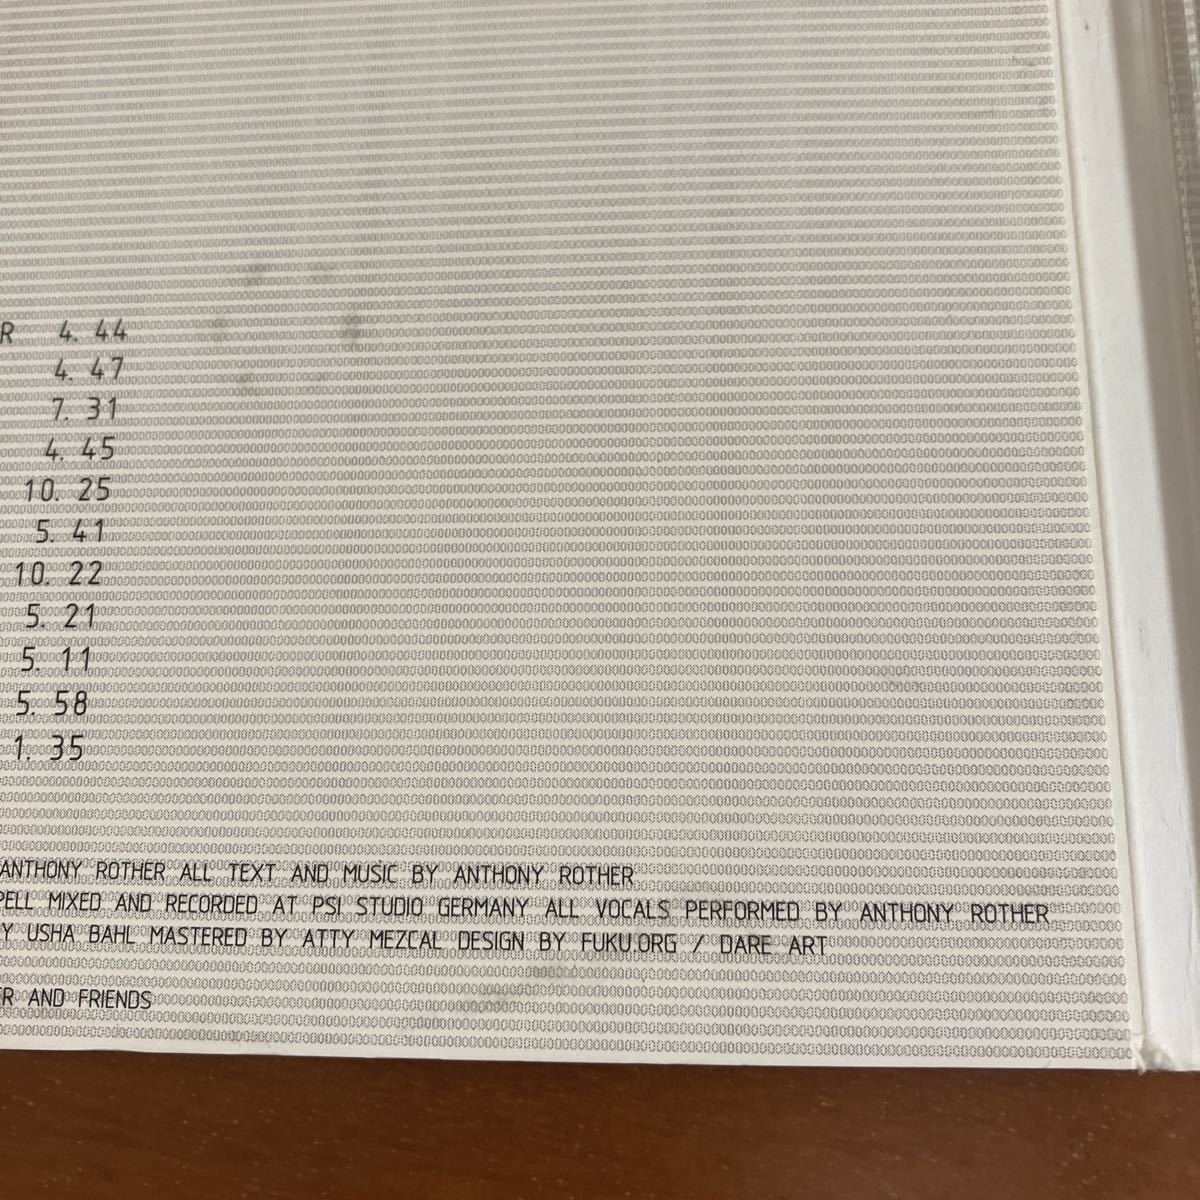 R 4. 44
4. 47
7. 31
4. 45
10. 25
5. 41
10. 22
5. 21
5. 11
5. 58
1. 35
ANTHONY ROTHER ALL TEXT AND MUSIC BY ANTHONY ROTHER
PELL MIXED AND RECORDED AT PSI STUDIO GERMANY ALL VOCALS PERFORMED BY ANTHONY ROTHER
Y USHA BAHL MASTERED BY ATTY MEZCAL DESIGN BY FUKU.ORG / DARE ART
ER AND FRIENDS